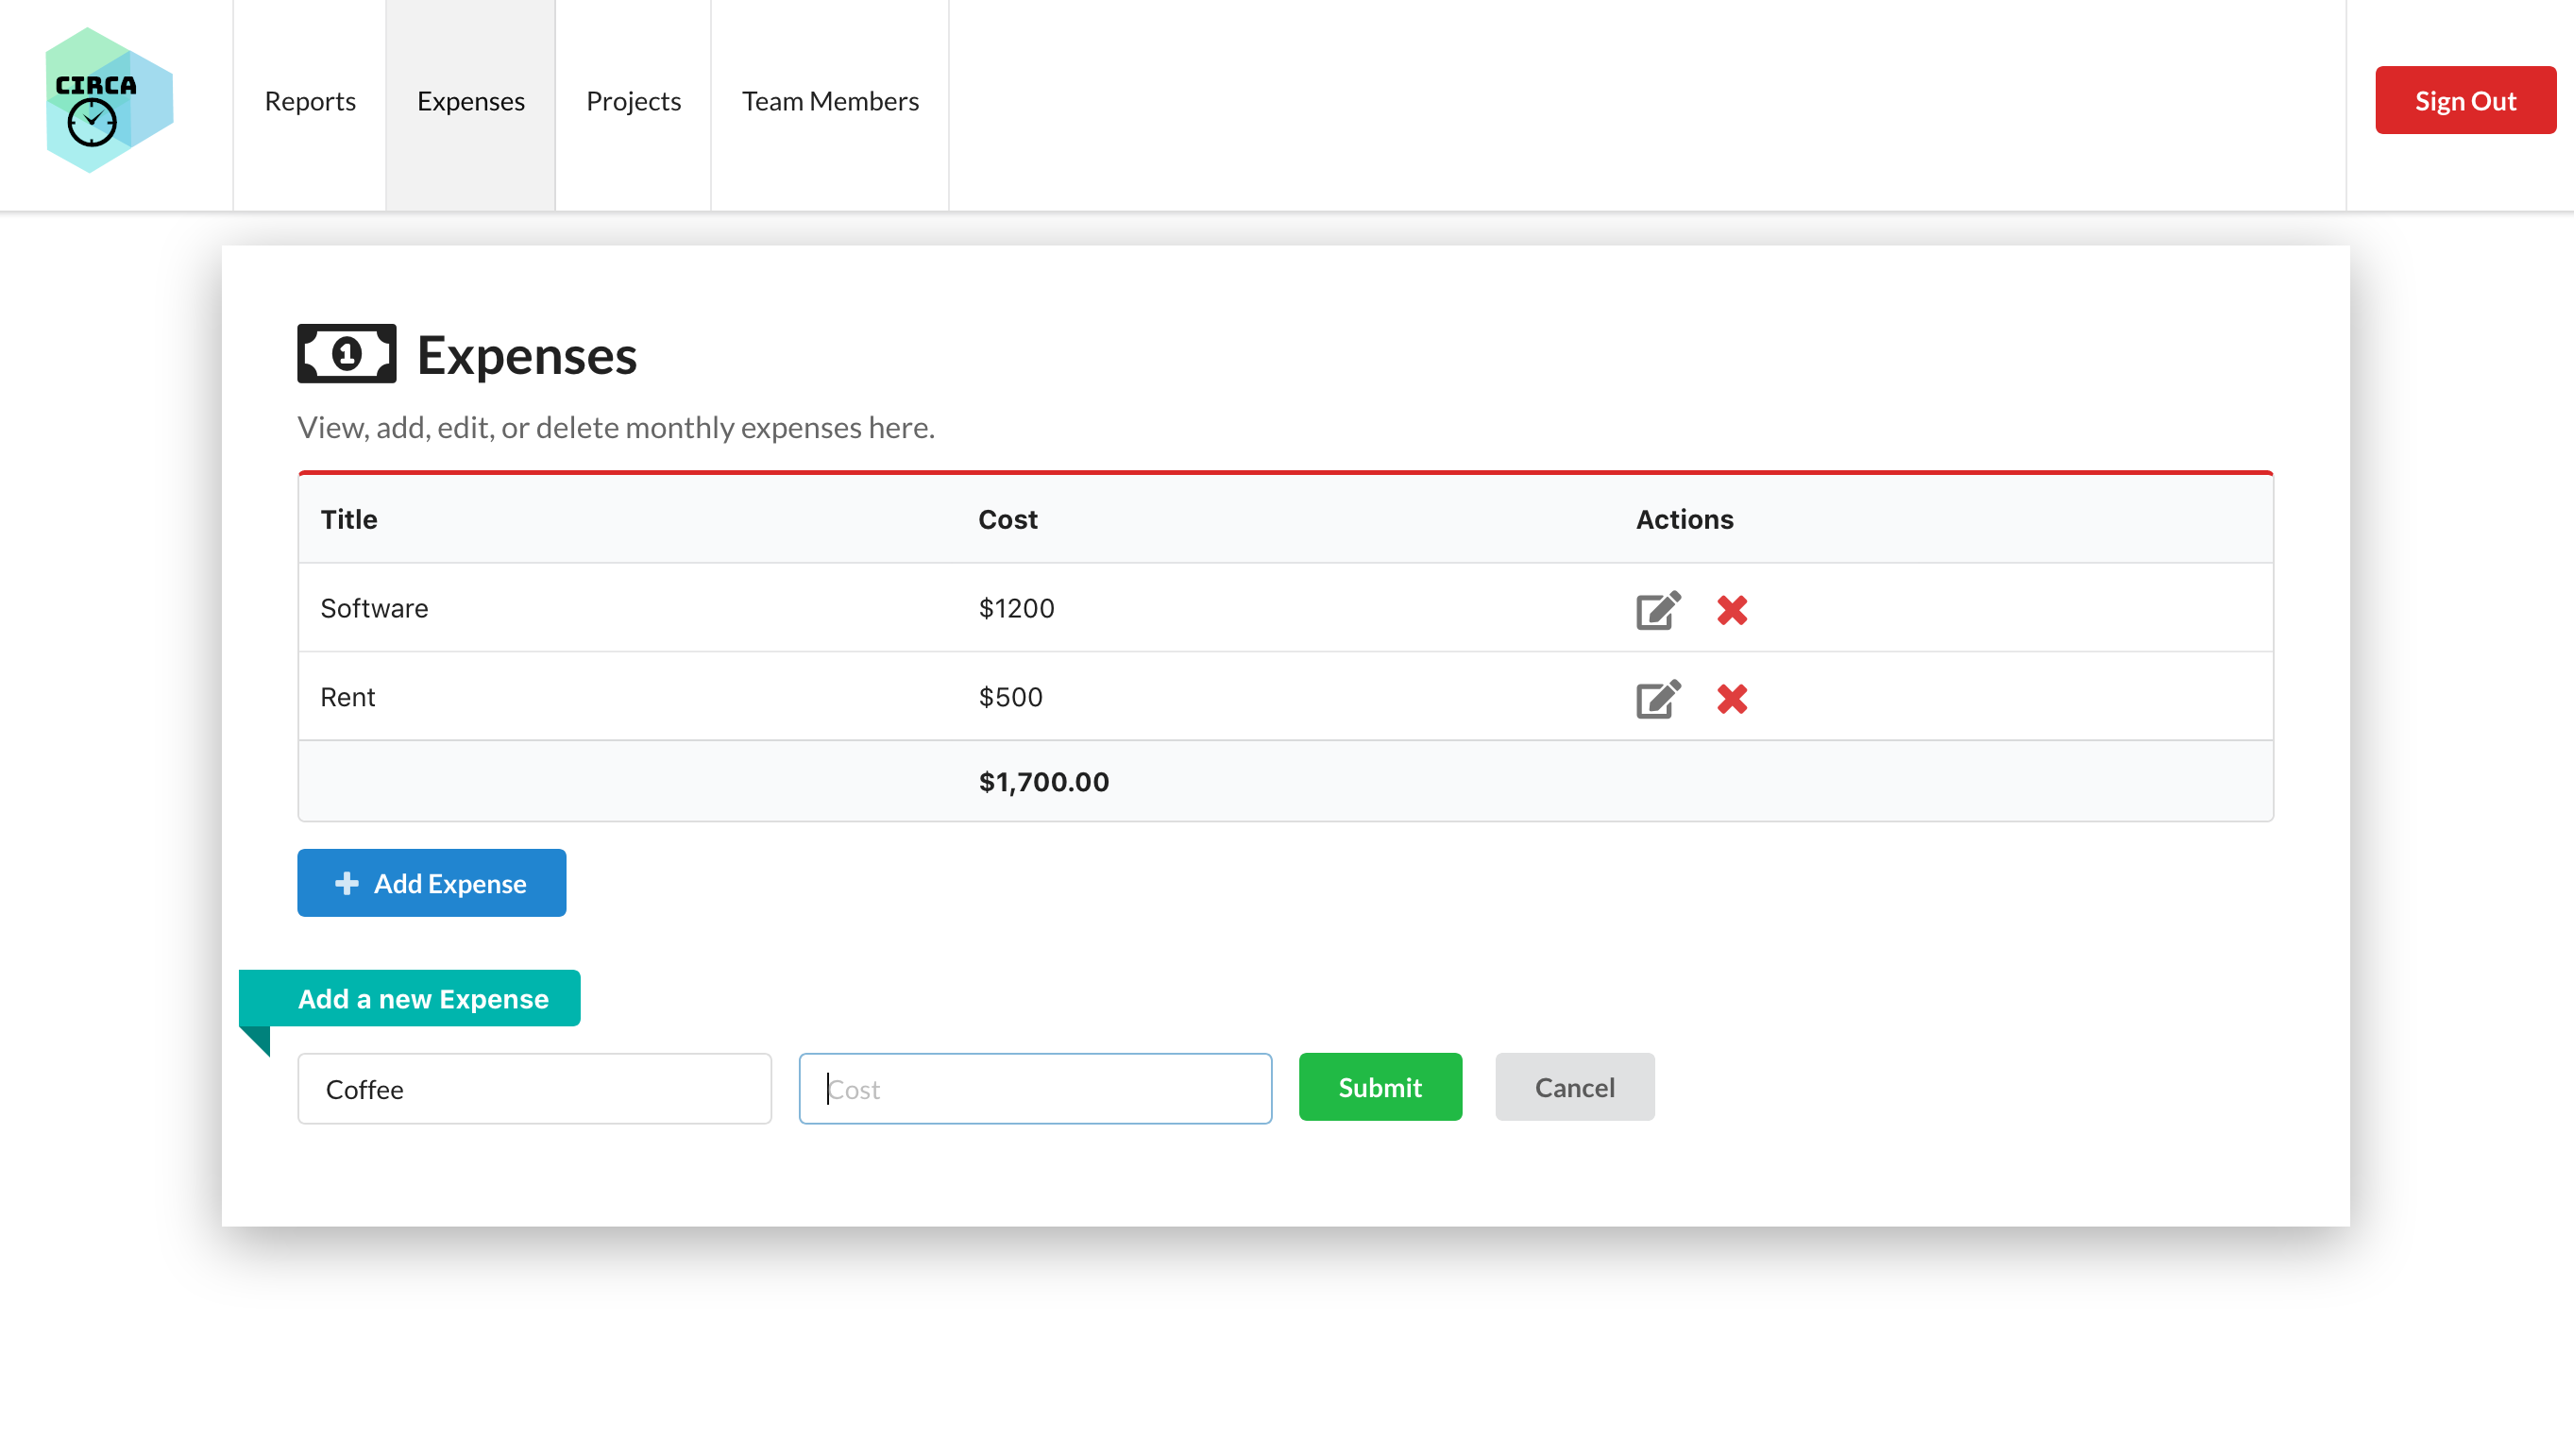 CIRCA
Reports Expenses Projects Team Members Sign Out
1 Expenses
View, add, edit, or delete monthly expenses here.
Title Cost Actions
Software $1200
Rent $500
$1,700.00
Add Expense
Add a new Expense
Coffee Cost Submit Cancel